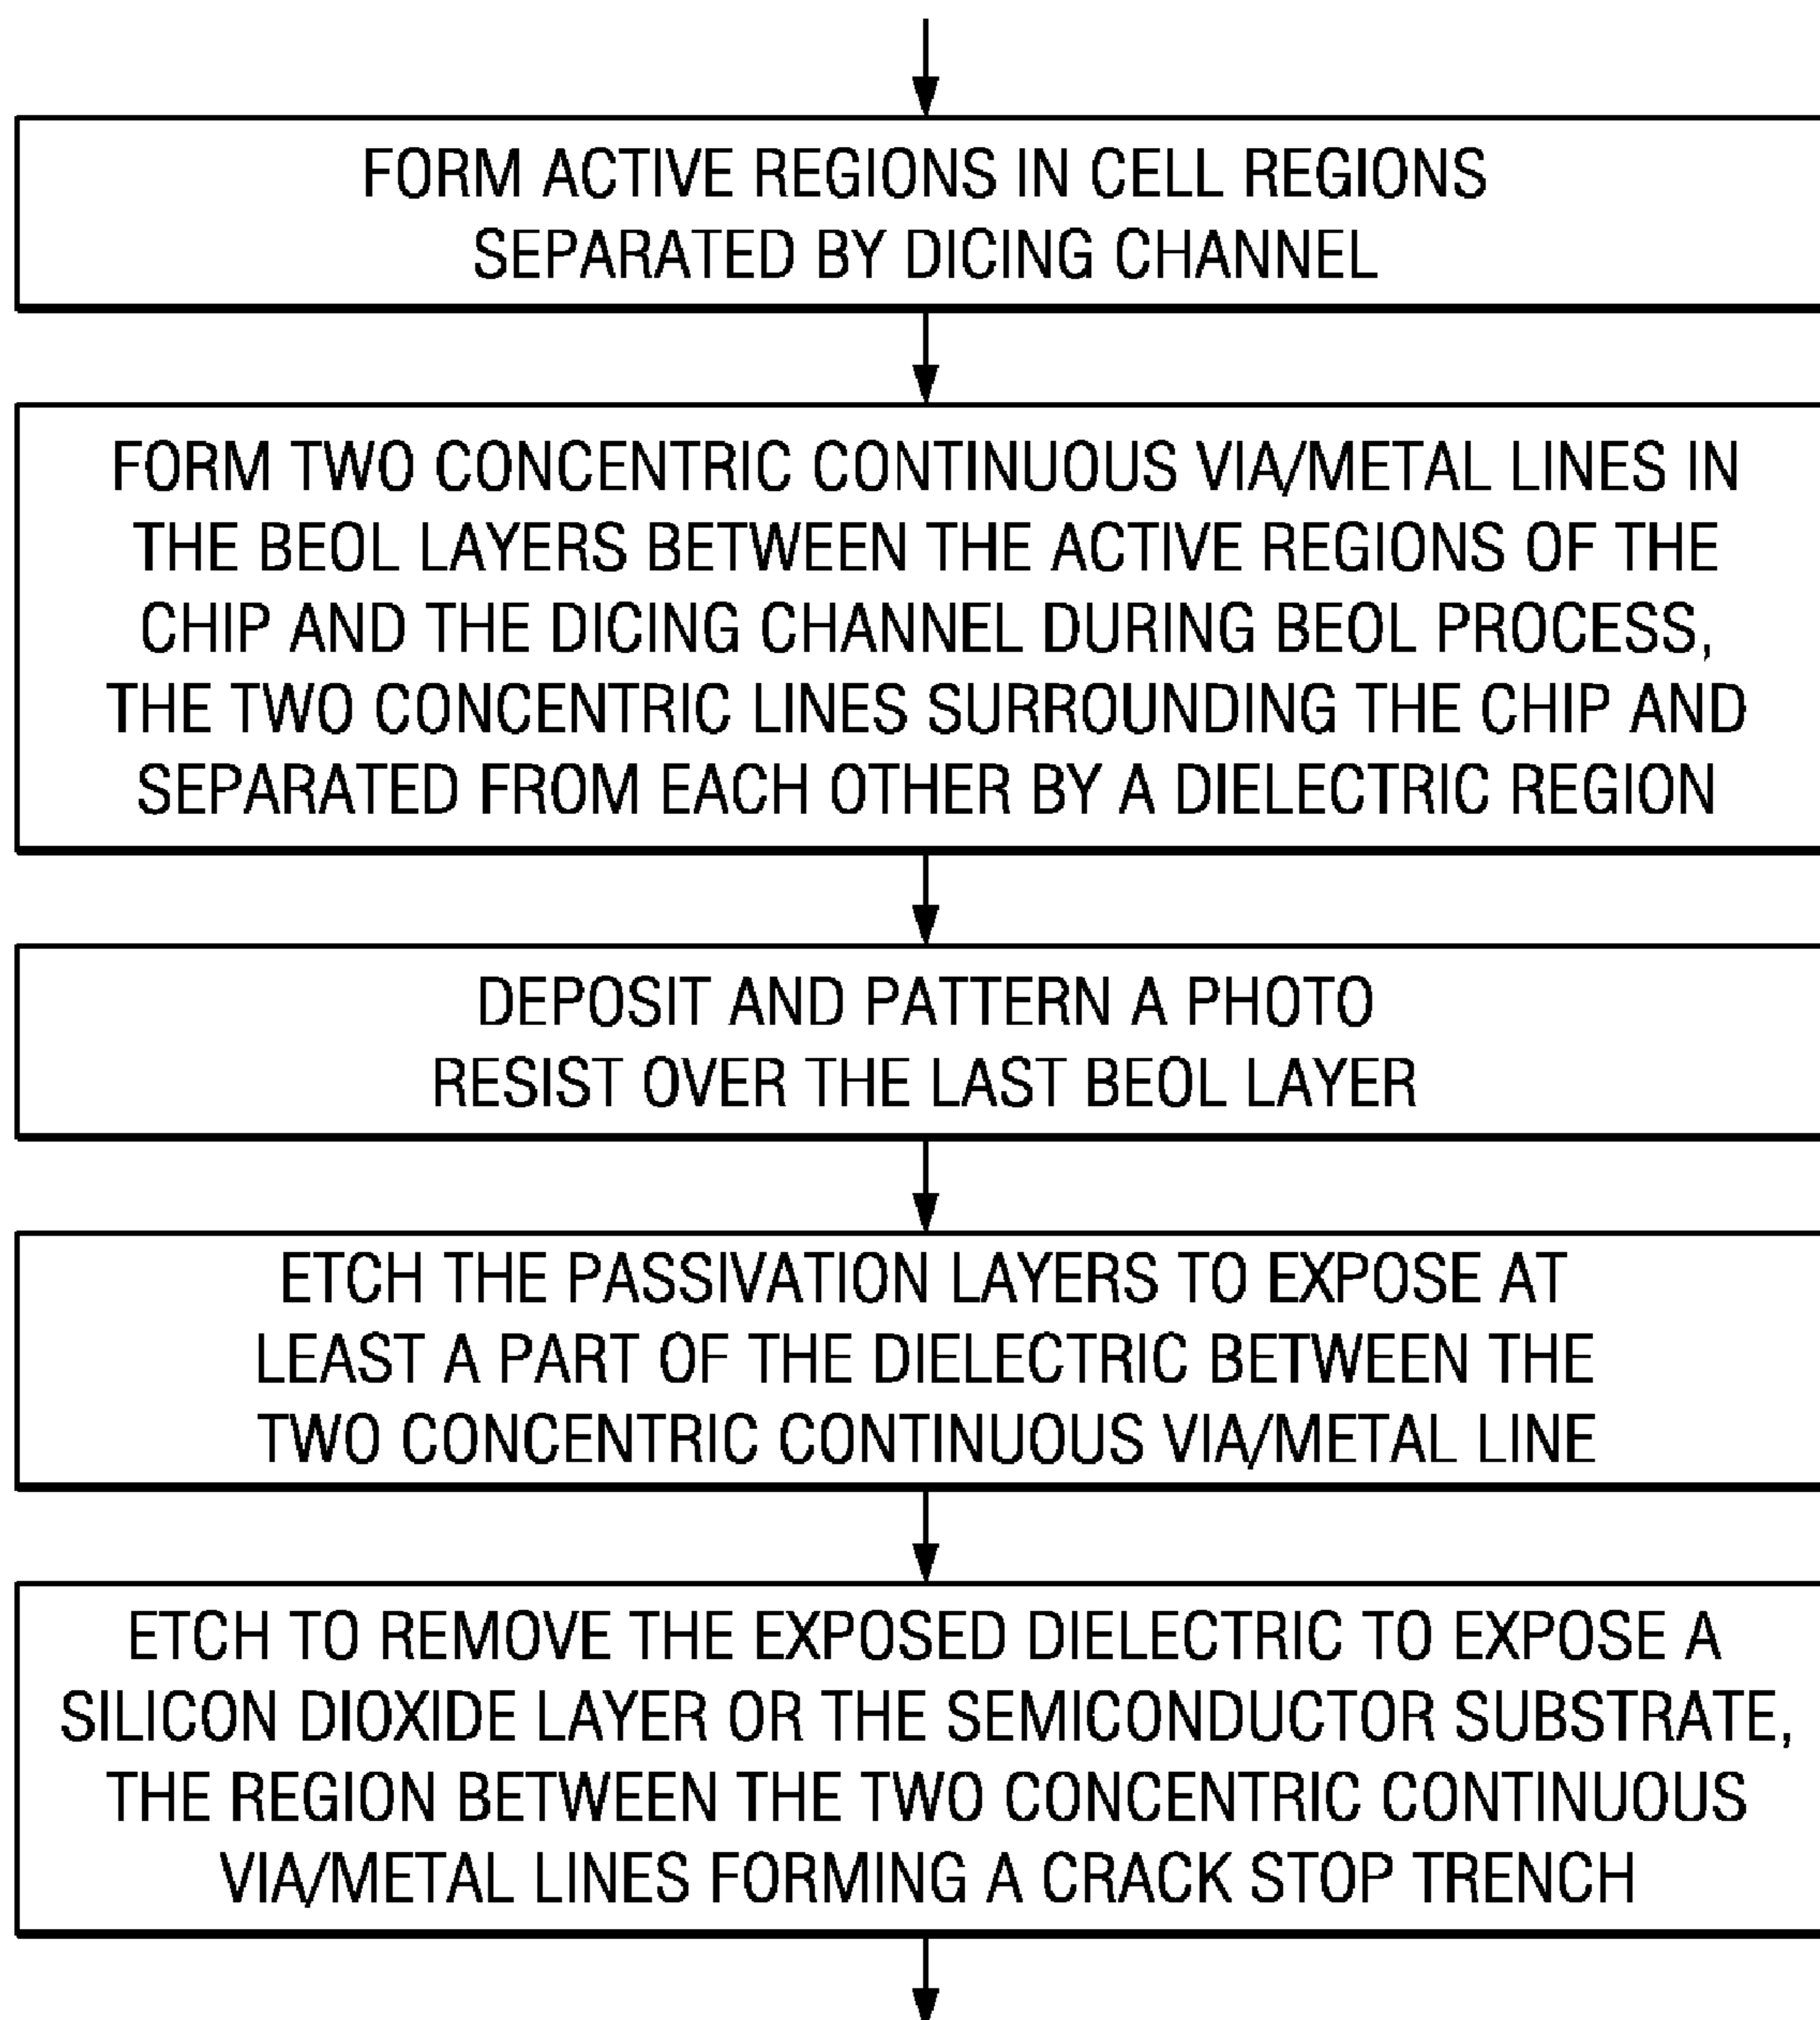 FORM ACTIVE REGIONS IN CELL REGIONS
SEPARATED BY DICING CHANNEL
FORM TWO CONCENTRIC CONTINUOUS VIA/METAL LINES IN
THE BEOL LAYERS BETWEEN THE ACTIVE REGIONS OF THE
CHIP AND THE DICING CHANNEL DURING BEOL PROCESS,
THE TWO CONCENTRIC LINES SURROUNDING THE CHIP AND
SEPARATED FROM EACH OTHER BY A DIELECTRIC REGION
DEPOSIT AND PATTERN A PHOTO
RESIST OVER THE LAST BEOL LAYER
ETCH THE PASSIVATION LAYERS TO EXPOSE AT
LEAST A PART OF THE DIELECTRIC BETWEEN THE
TWO CONCENTRIC CONTINUOUS VIA/METAL LINE
ETCH TO REMOVE THE EXPOSED DIELECTRIC TO EXPOSE A
SILICON DIOXIDE LAYER OR THE SEMICONDUCTOR SUBSTRATE,
THE REGION BETWEEN THE TWO CONCENTRIC CONTINUOUS
VIA/METAL LINES FORMING A CRACK STOP TRENCH